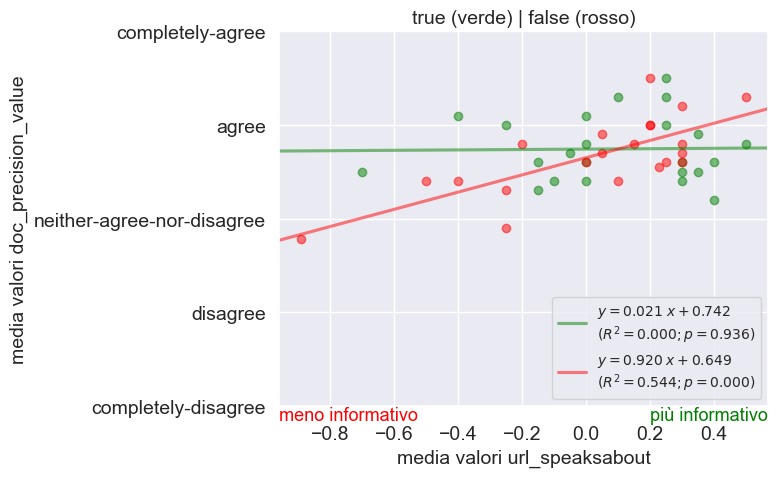 true (verde) | false (rosso)
completely-agree
agree
neither-agree-nor-disagree
disagree
completely-disagree
media valori doc_precision_value
y = 0.021 x + 0.742
(R² = 0.000; p = 0.936)
y = 0.920 x + 0.649
(R² = 0.544; p = 0.000)
meno informativo
più informativo
−0.8 −0.6 −0.4 −0.2 0.0 0.2 0.4
media valori url_speaksabout